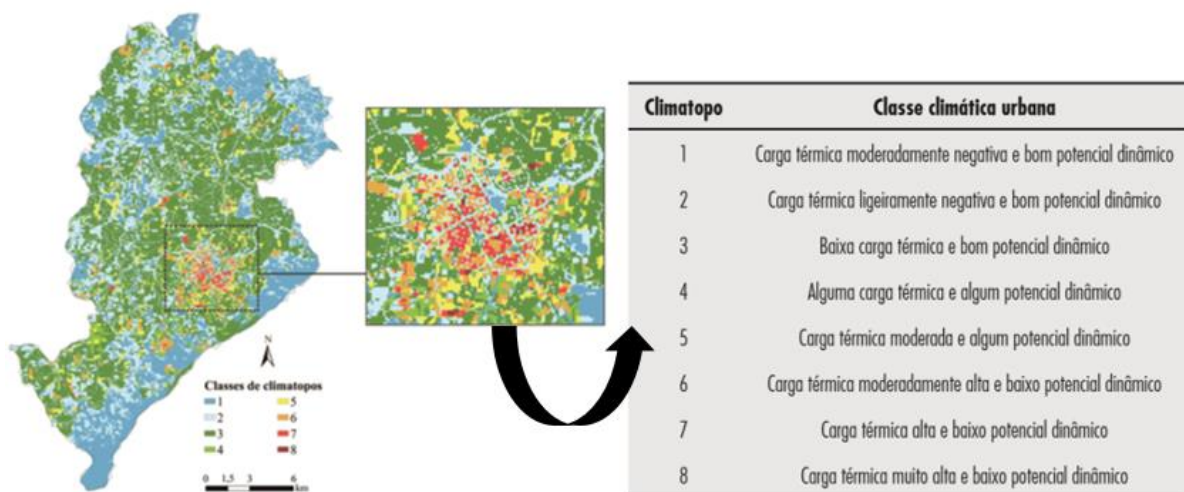 N
Classes de climatopos
1 5
2 6
3 7
4 8
0 1,5 3 6
km
Climatopo Classe climática urbana
1 Carga térmica moderadamente negativa e bom potencial dinâmico
2 Carga térmica ligeiramente negativa e bom potencial dinâmico
3 Baixa carga térmica e bom potencial dinâmico
4 Alguma carga térmica e algum potencial dinâmico
5 Carga térmica moderada e algum potencial dinâmico
6 Carga térmica moderadamente alta e baixo potencial dinâmico
7 Carga térmica alta e baixo potencial dinâmico
8 Carga térmica muito alta e baixo potencial dinâmico